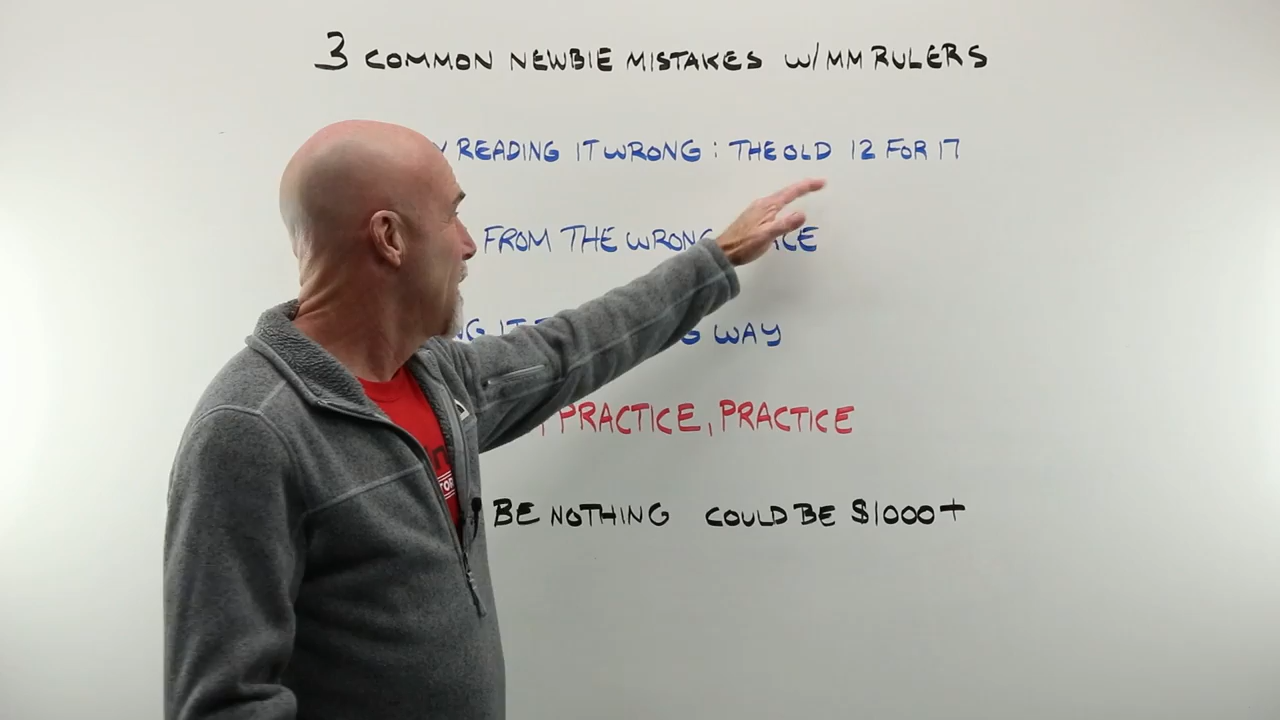 3 COMMON NEWBIE MISTAKES W/MM RULERS
READING IT WRONG : THE OLD 12 FOR 17
FROM THE WRONG
IT WAY
PRACTICE, PRACTICE
BE NOTHING COULD BE $1000+